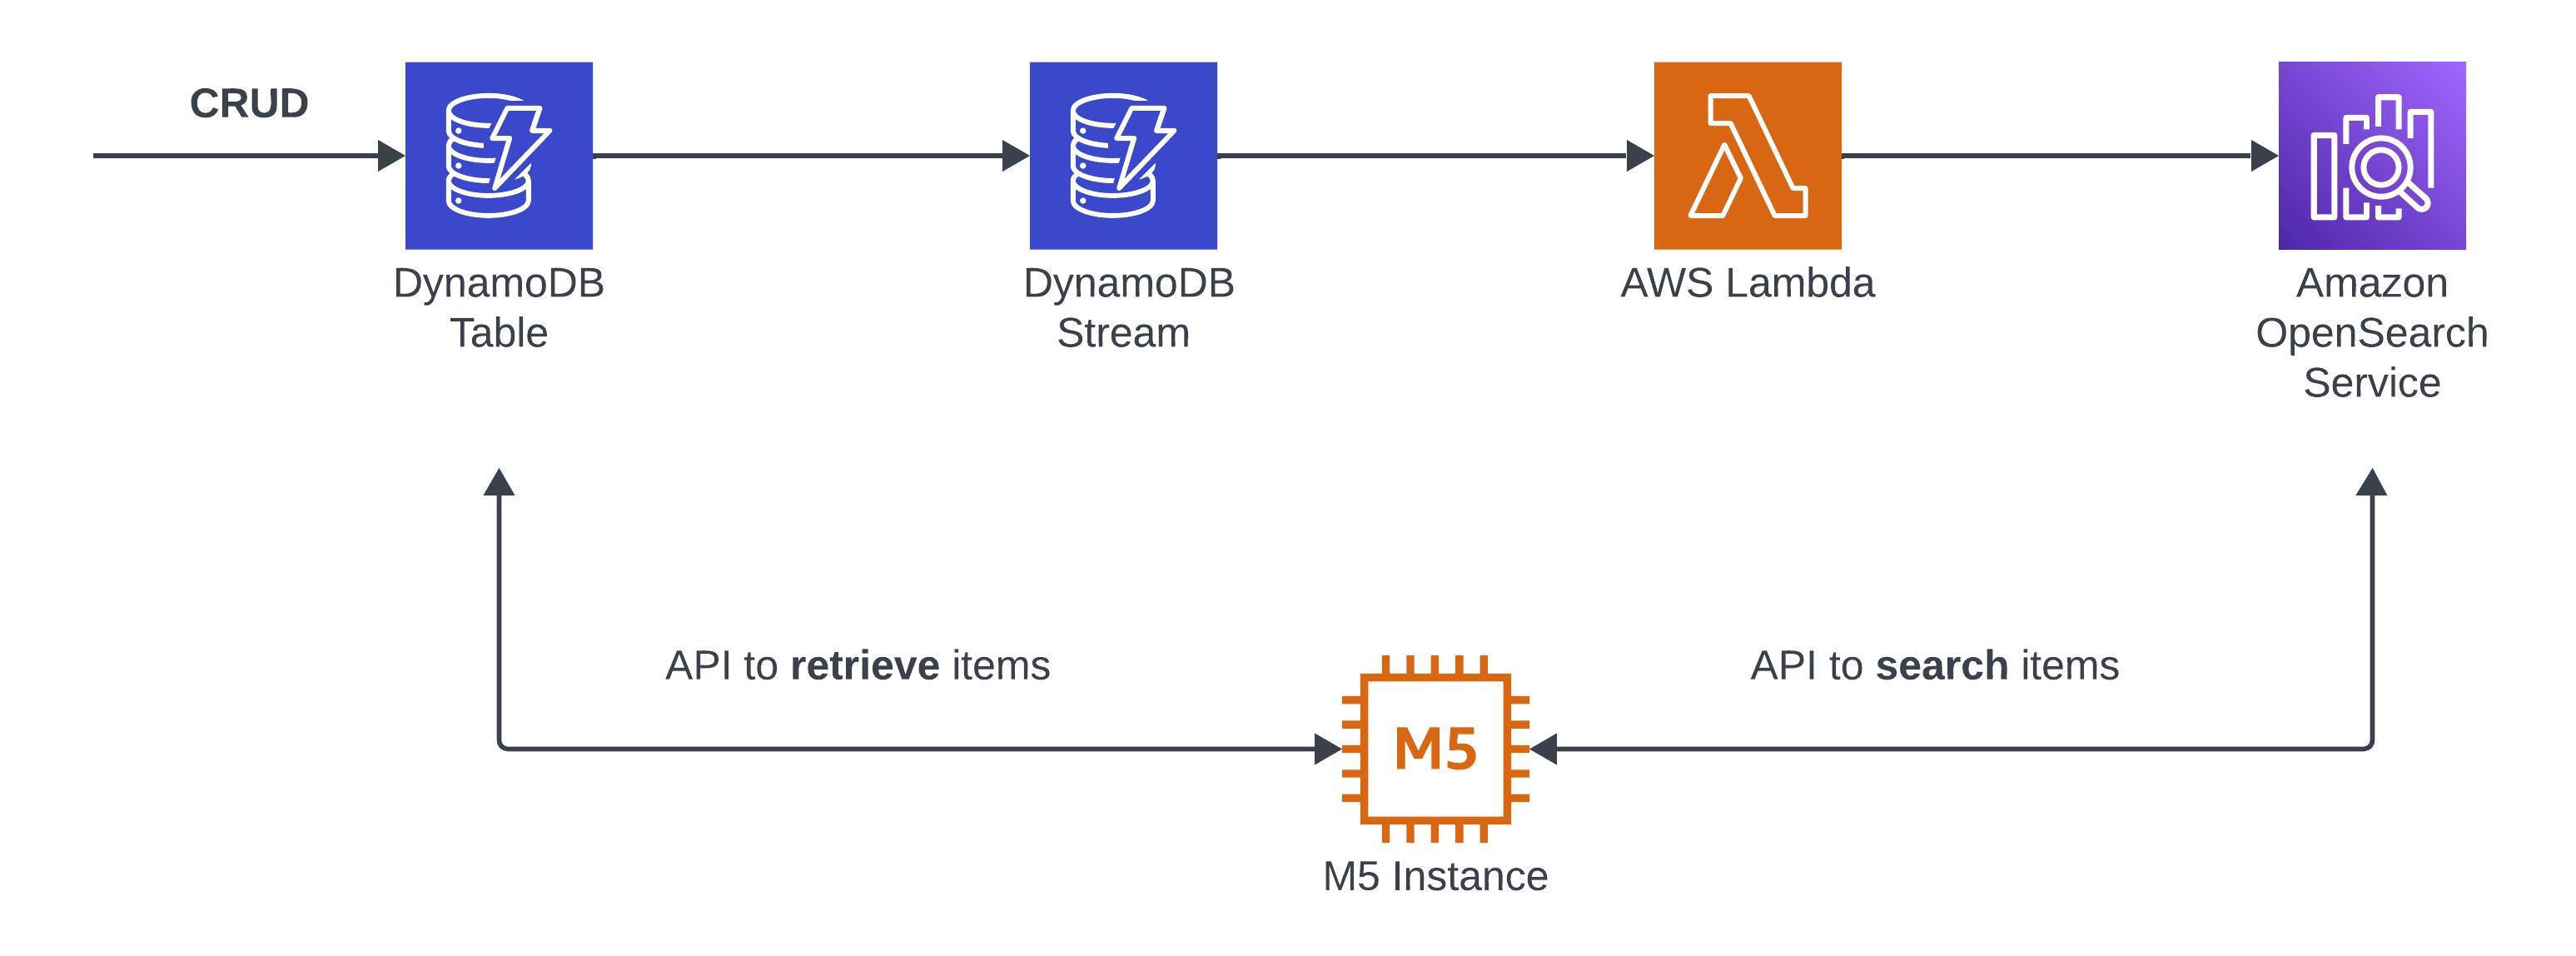 CRUD
DynamoDB
Table
DynamoDB
Stream
AWS Lambda
Amazon
OpenSearch
Service
API to retrieve items
API to search items
M5
M5 Instance